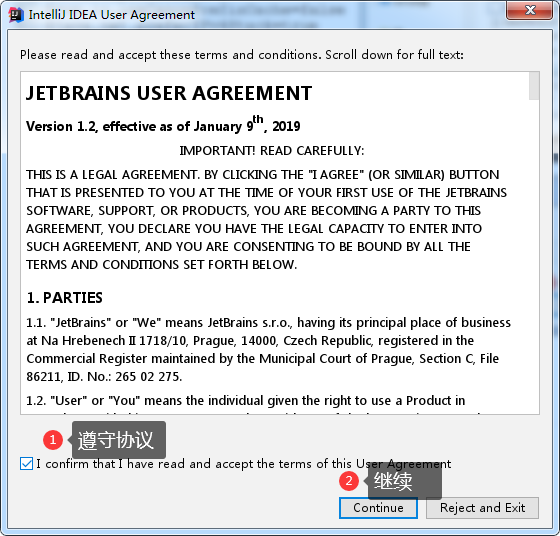 IntelliJ IDEA User Agreement
Please read and accept these terms and conditions. Scroll down for full text:
JETBRAINS USER AGREEMENT
Version 1.2, effective as of January 9th, 2019
IMPORTANT! READ CAREFULLY:
THIS IS A LEGAL AGREEMENT. BY CLICKING THE "I AGREE" (OR SIMILAR) BUTTON
THAT IS PRESENTED TO YOU AT THE TIME OF YOUR FIRST USE OF THE JETBRAINS
SOFTWARE, SUPPORT, OR PRODUCTS, YOU ARE BECOMING A PARTY TO THIS
AGREEMENT, YOU DECLARE YOU HAVE THE LEGAL CAPACITY TO ENTER INTO
SUCH AGREEMENT, AND YOU ARE CONSENTING TO BE BOUND BY ALL THE
TERMS AND CONDITIONS SET FORTH BELOW.
1. PARTIES
1.1. "JetBrains" or "We" means JetBrains s.r.o., having its principal place of business
at Na Hrebenech II 1718/10, Prague, 14000, Czech Republic, registered in the
Commercial Register maintained by the Municipal Court of Prague, Section C, File
86211, ID. No.: 265 02 275.
1.2. "User" or "You" means the individual given the right to use a Product in
1 遵守协议
I confirm that I have read and accept the terms of this User Agreement
2 继续
Continue Reject and Exit